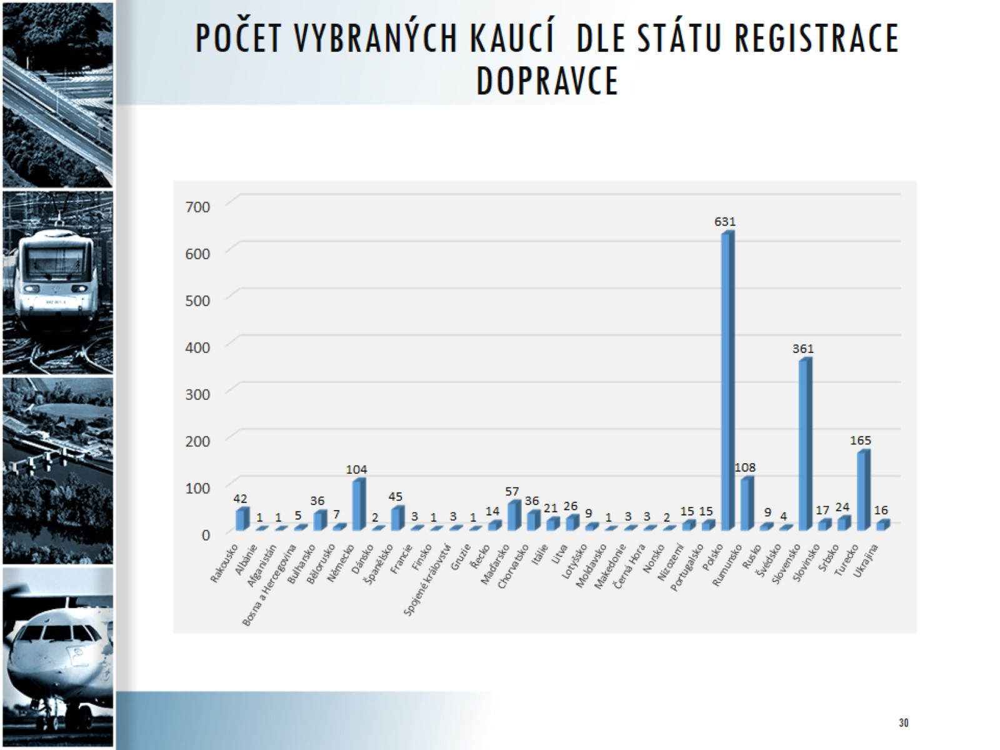 POČET VYBRANÝCH KAUCÍ DLE STÁTU REGISTRACE
DOPRAVCE
700
600
500
400
300
200
100
0
42
1
1
5
36
7
104
2
45
3
1
3
1
14
57
36
21
26
9
1
3
3
2
15
15
631
108
9
4
361
17
24
165
16
Rakousko
Albánie
Afganistán
Bosna a Hercegovina
Bulharsko
Bělorusko
Německo
Dánsko
Španělsko
Francie
Finsko
Spojené království
Gruzie
Řecko
Maďarsko
Chorvatsko
Itálie
Litva
Lotyšsko
Moldavsko
Makedonie
Černá Hora
Norsko
Nizozemí
Portugalsko
Polsko
Rumunsko
Rusko
Švédsko
Slovensko
Slovinsko
Srbsko
Turecko
Ukrajina
30